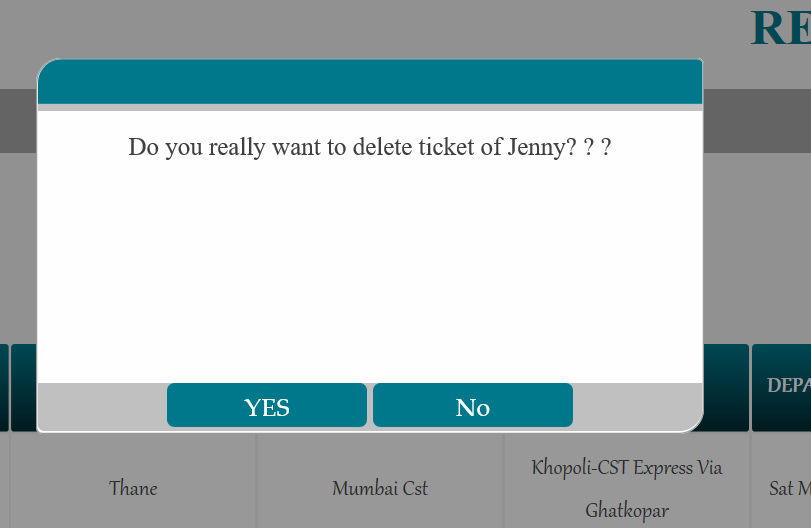 RE
Do you really want to delete ticket of Jenny? ? ?
YES
No
DEPA
Thane
Mumbai Cst
Khopoli-CST Express Via
Ghatkopar
Sat M